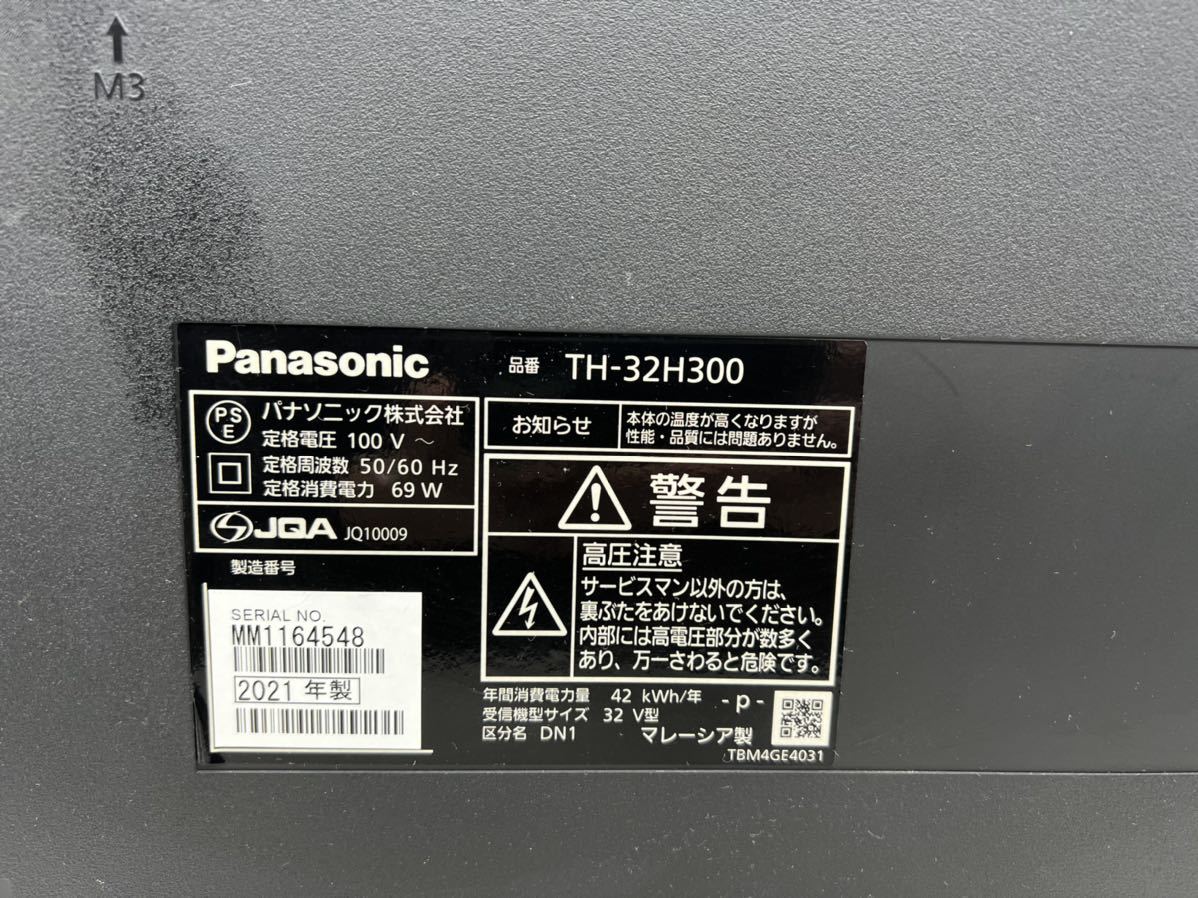 M3
Panasonic 品番 TH-32H300
PS
E
パナソニック株式会社
定格電圧 100 V ～
定格周波数 50/60 Hz
定格消費電力 69 W
JQA JQ10009
製造番号
SERIAL NO.
MM1164548
2021 年製
お知らせ
本体の温度が高くなりますが
性能・品質には問題ありません。
警告
高圧注意
サービスマン以外の方は、
裏ぶたをあけないでください。
内部には高電圧部分が数多く
あり、万一さわると危険です。
年間消費電力量 42 kWh/年
受信機型サイズ 32 V型
区分名 DN1
- p -
マレーシア製
TBM4GE4031